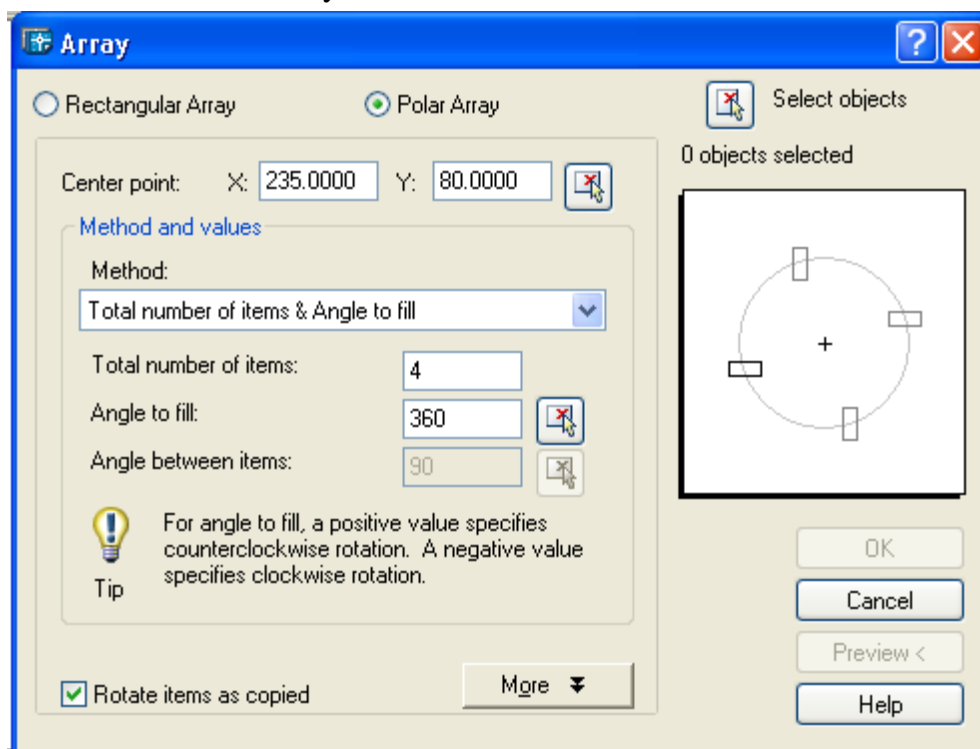 Array
Rectangular Array Polar Array Select objects
0 objects selected
Center point: X: 235.0000 Y: 80.0000
Method and values
Method:
Total number of items & Angle to fill
Total number of items: 4
Angle to fill: 360
Angle between items: 90
For angle to fill, a positive value specifies
counterclockwise rotation. A negative value
specifies clockwise rotation.
Tip
OK
Cancel
Preview <
Rotate items as copied More
Help